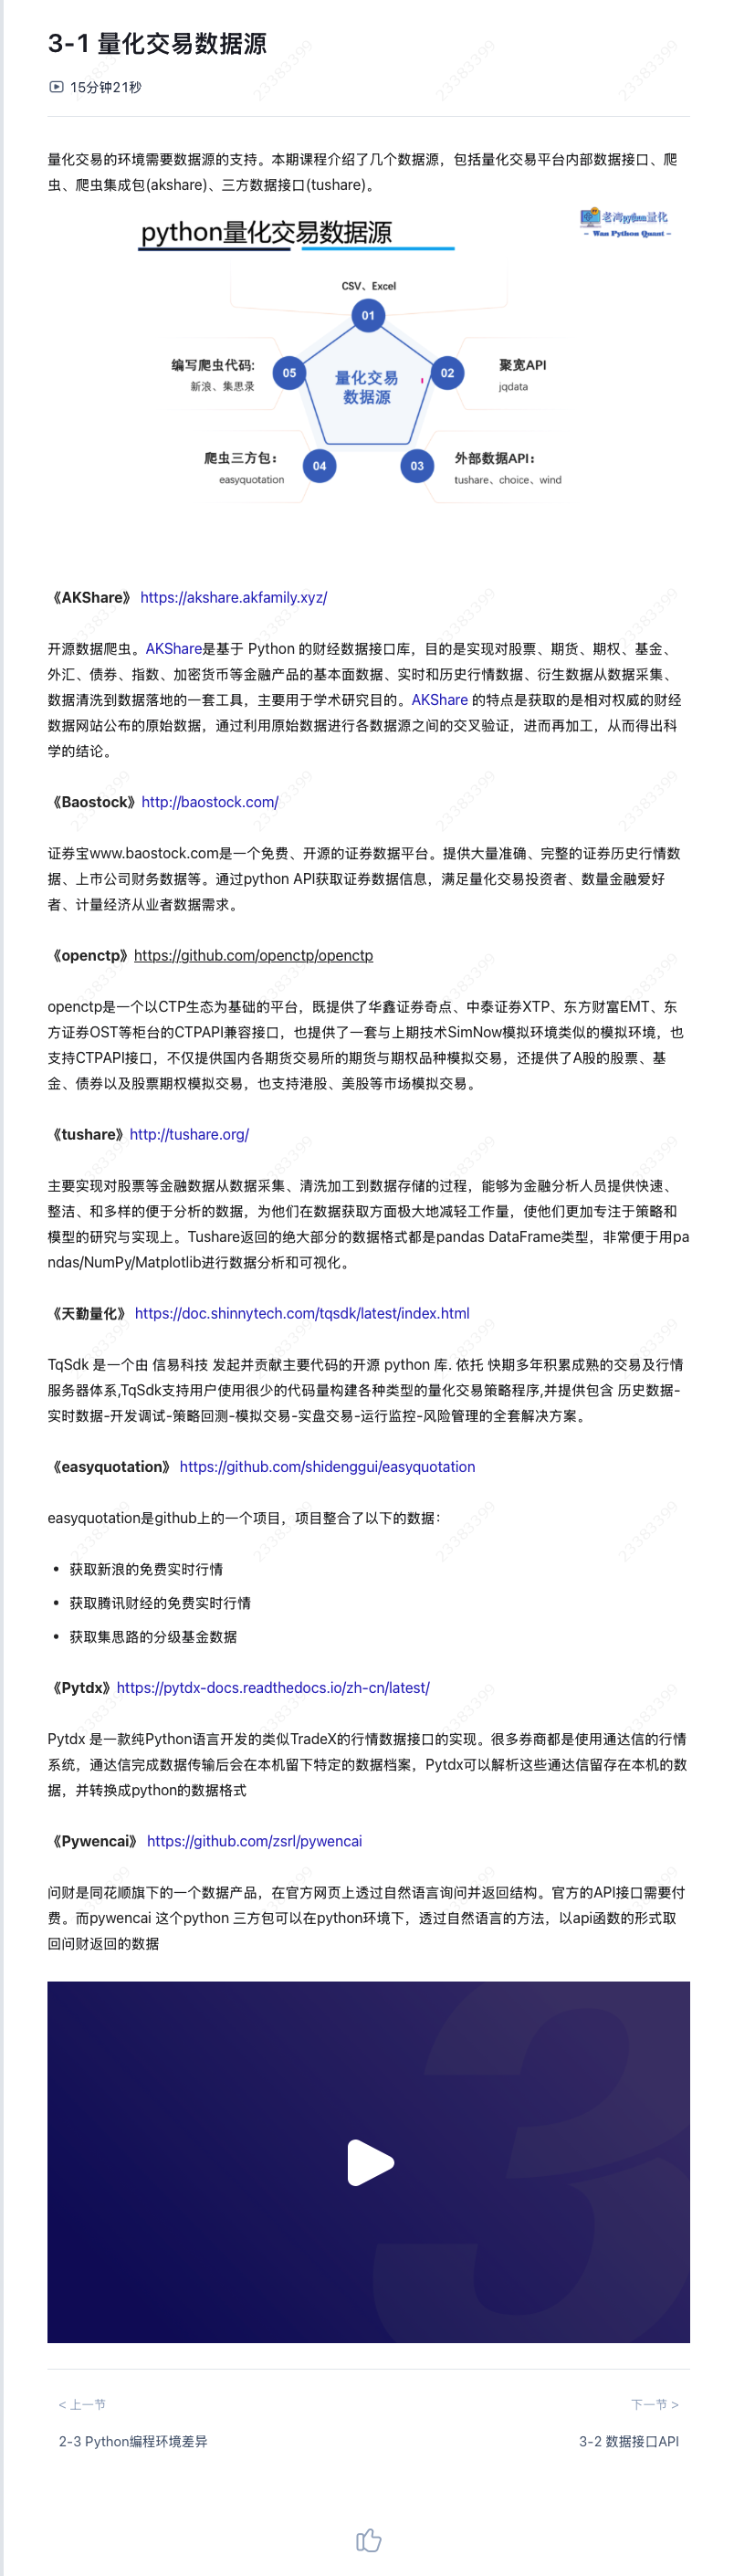 3-1 量化交易数据源
15分钟21秒
量化交易的环境需要数据源的支持。本期课程介绍了几个数据源，包括量化交易平台内部数据接口、爬
虫、爬虫集成包(akshare)、三方数据接口(tushare)。
python量化交易数据源
老湾python量化
– Wan Python Quant –
CSV、Excel
01
编写爬虫代码:
新浪、集思录
05
量化交易
数据源
02
聚宽API
jqdata
爬虫三方包：
easyquotation
04
03
外部数据API：
tushare、choice、wind
《AKShare》 https://akshare.akfamily.xyz/
开源数据爬虫。AKShare是基于 Python 的财经数据接口库，目的是实现对股票、期货、期权、基金、
外汇、债券、指数、加密货币等金融产品的基本面数据、实时和历史行情数据、衍生数据从数据采集、
数据清洗到数据落地的一套工具，主要用于学术研究目的。AKShare 的特点是获取的是相对权威的财经
数据网站公布的原始数据，通过利用原始数据进行各数据源之间的交叉验证，进而再加工，从而得出科
学的结论。
《Baostock》http://baostock.com/
证券宝www.baostock.com是一个免费、开源的证券数据平台。提供大量准确、完整的证券历史行情数
据、上市公司财务数据等。通过python API获取证券数据信息，满足量化交易投资者、数量金融爱好
者、计量经济从业者数据需求。
《openctp》https://github.com/openctp/openctp
openctp是一个以CTP生态为基础的平台，既提供了华鑫证券奇点、中泰证券XTP、东方财富EMT、东
方证券OST等柜台的CTPAPI兼容接口，也提供了一套与上期技术SimNow模拟环境类似的模拟环境，也
支持CTPAPI接口，不仅提供国内各期货交易所的期货与期权品种模拟交易，还提供了A股的股票、基
金、债券以及股票期权模拟交易，也支持港股、美股等市场模拟交易。
《tushare》http://tushare.org/
主要实现对股票等金融数据从数据采集、清洗加工到数据存储的过程，能够为金融分析人员提供快速、
整洁、和多样的便于分析的数据，为他们在数据获取方面极大地减轻工作量，使他们更加专注于策略和
模型的研究与实现上。Tushare返回的绝大部分的数据格式都是pandas DataFrame类型，非常便于用pa
ndas/NumPy/Matplotlib进行数据分析和可视化。
《天勤量化》 https://doc.shinnytech.com/tqsdk/latest/index.html
TqSdk 是一个由 信易科技 发起并贡献主要代码的开源 python 库. 依托 快期多年积累成熟的交易及行情
服务器体系,TqSdk支持用户使用很少的代码量构建各种类型的量化交易策略程序,并提供包含 历史数据-
实时数据-开发调试-策略回测-模拟交易-实盘交易-运行监控-风险管理的全套解决方案。
《easyquotation》 https://github.com/shidenggui/easyquotation
easyquotation是github上的一个项目，项目整合了以下的数据：
• 获取新浪的免费实时行情
• 获取腾讯财经的免费实时行情
• 获取集思路的分级基金数据
《Pytdx》https://pytdx-docs.readthedocs.io/zh-cn/latest/
Pytdx 是一款纯Python语言开发的类似TradeX的行情数据接口的实现。很多券商都是使用通达信的行情
系统，通达信完成数据传输后会在本机留下特定的数据档案，Pytdx可以解析这些通达信留存在本机的数
据，并转换成python的数据格式
《Pywencai》 https://github.com/zsrl/pywencai
问财是同花顺旗下的一个数据产品，在官方网页上透过自然语言询问并返回结构。官方的API接口需要付
费。而pywencai 这个python 三方包可以在python环境下，透过自然语言的方法，以api函数的形式取
回问财返回的数据
3
< 上一节
下一节 >
2-3 Python编程环境差异
3-2 数据接口API
23383399